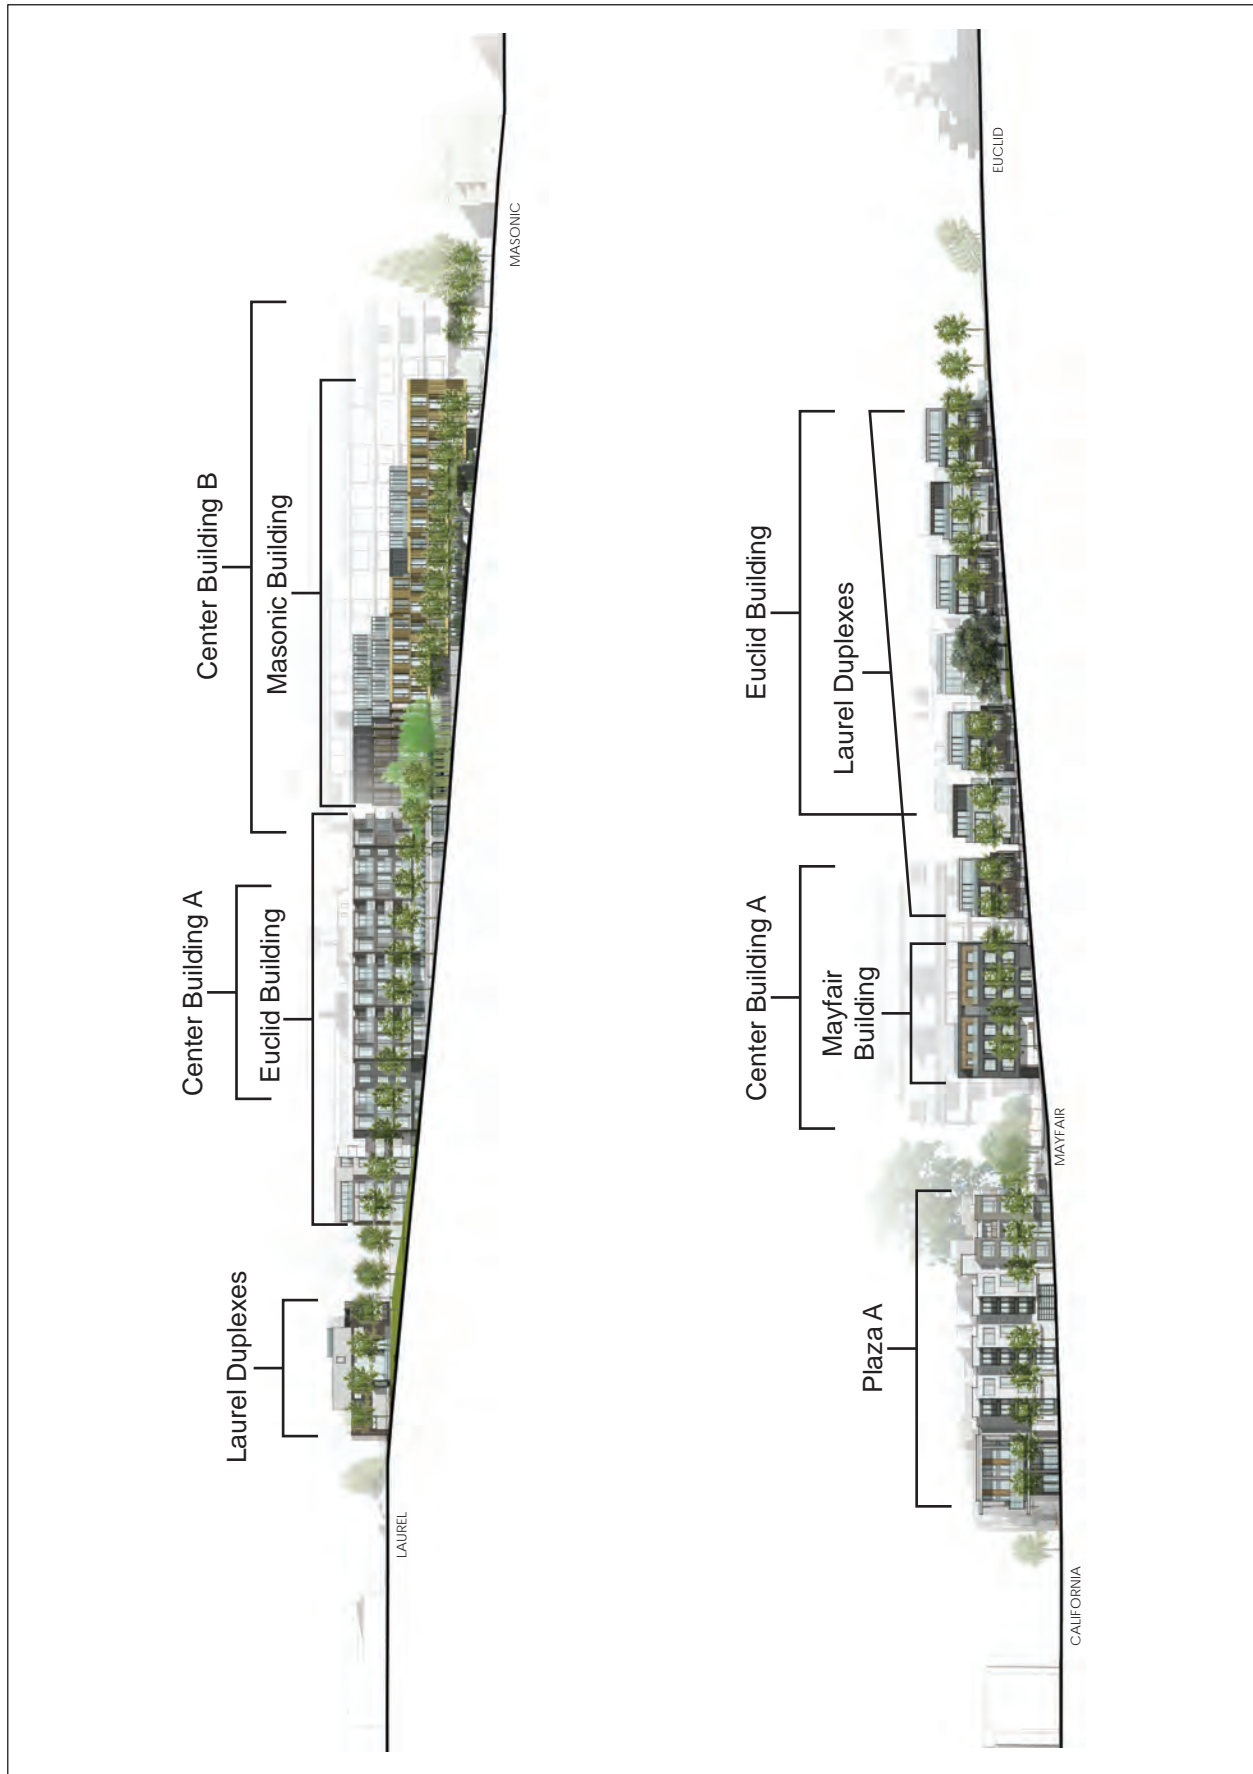 Laurel Duplexes
Center Building A
Euclid Building
Center Building B
Masonic Building
LAUREL
MASONIC
Plaza A
Center Building A
Mayfair
Building
Euclid Building
Laurel Duplexes
CALIFORNIA
MAYFAIR
EUCLID